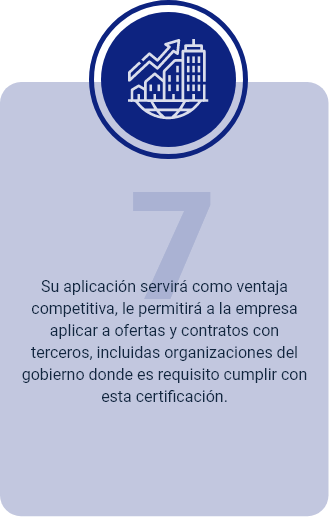 7
Su aplicación servirá como ventaja
competitiva, le permitirá a la empresa
aplicar a ofertas y contratos con
terceros, incluidas organizaciones del
gobierno donde es requisito cumplir con
esta certificación.